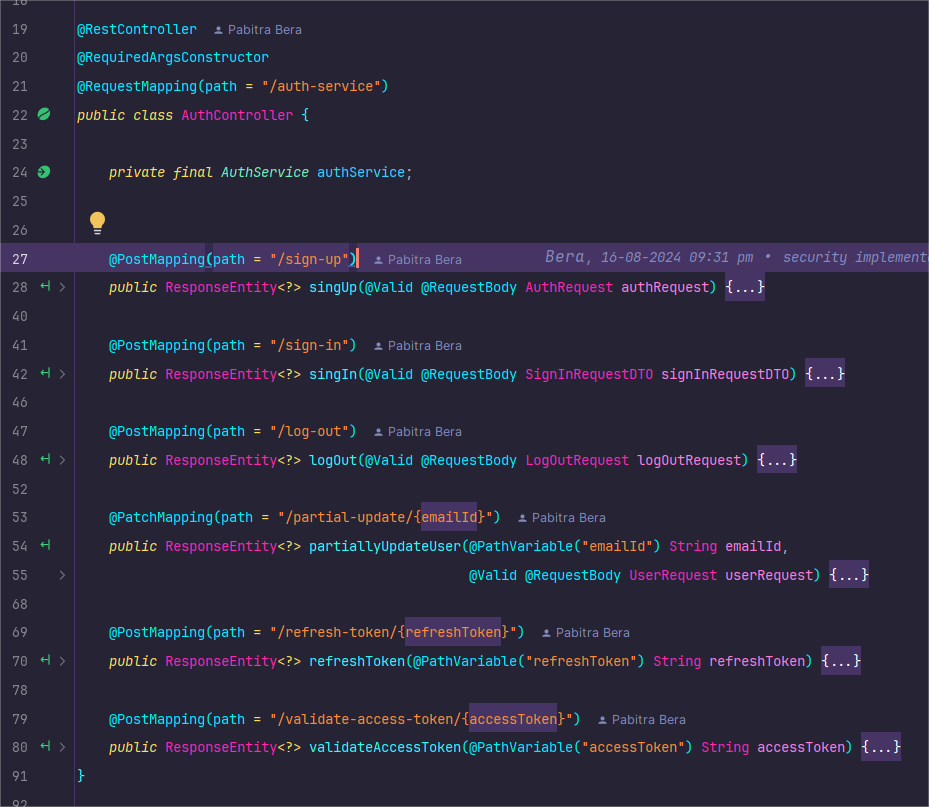 18
19 @RestController Pabitra Bera
20 @RequiredArgsConstructor
21 @RequestMapping(path = "/auth-service")
22 public class AuthController {
23
24 private final AuthService authService;
25
26
27 @PostMapping(path = "/sign-up") Pabitra Bera Bera, 16-08-2024 09:31 pm • security implement
28 public ResponseEntity<?> singUp(@Valid @RequestBody AuthRequest authRequest) {...}
40
41 @PostMapping(path = "/sign-in") Pabitra Bera
42 public ResponseEntity<?> singIn(@Valid @RequestBody SignInRequestDTO signInRequestDTO) {...}
46
47 @PostMapping(path = "/log-out") Pabitra Bera
48 public ResponseEntity<?> logOut(@Valid @RequestBody LogOutRequest logOutRequest) {...}
52
53 @PatchMapping(path = "/partial-update/{emailId}") Pabitra Bera
54 public ResponseEntity<?> partiallyUpdateUser(@PathVariable("emailId") String emailId,
55 @Valid @RequestBody UserRequest userRequest) {...}
68
69 @PostMapping(path = "/refresh-token/{refreshToken}") Pabitra Bera
70 public ResponseEntity<?> refreshToken(@PathVariable("refreshToken") String refreshToken) {...}
78
79 @PostMapping(path = "/validate-access-token/{accessToken}") Pabitra Bera
80 public ResponseEntity<?> validateAccessToken(@PathVariable("accessToken") String accessToken) {...}
91 }
92